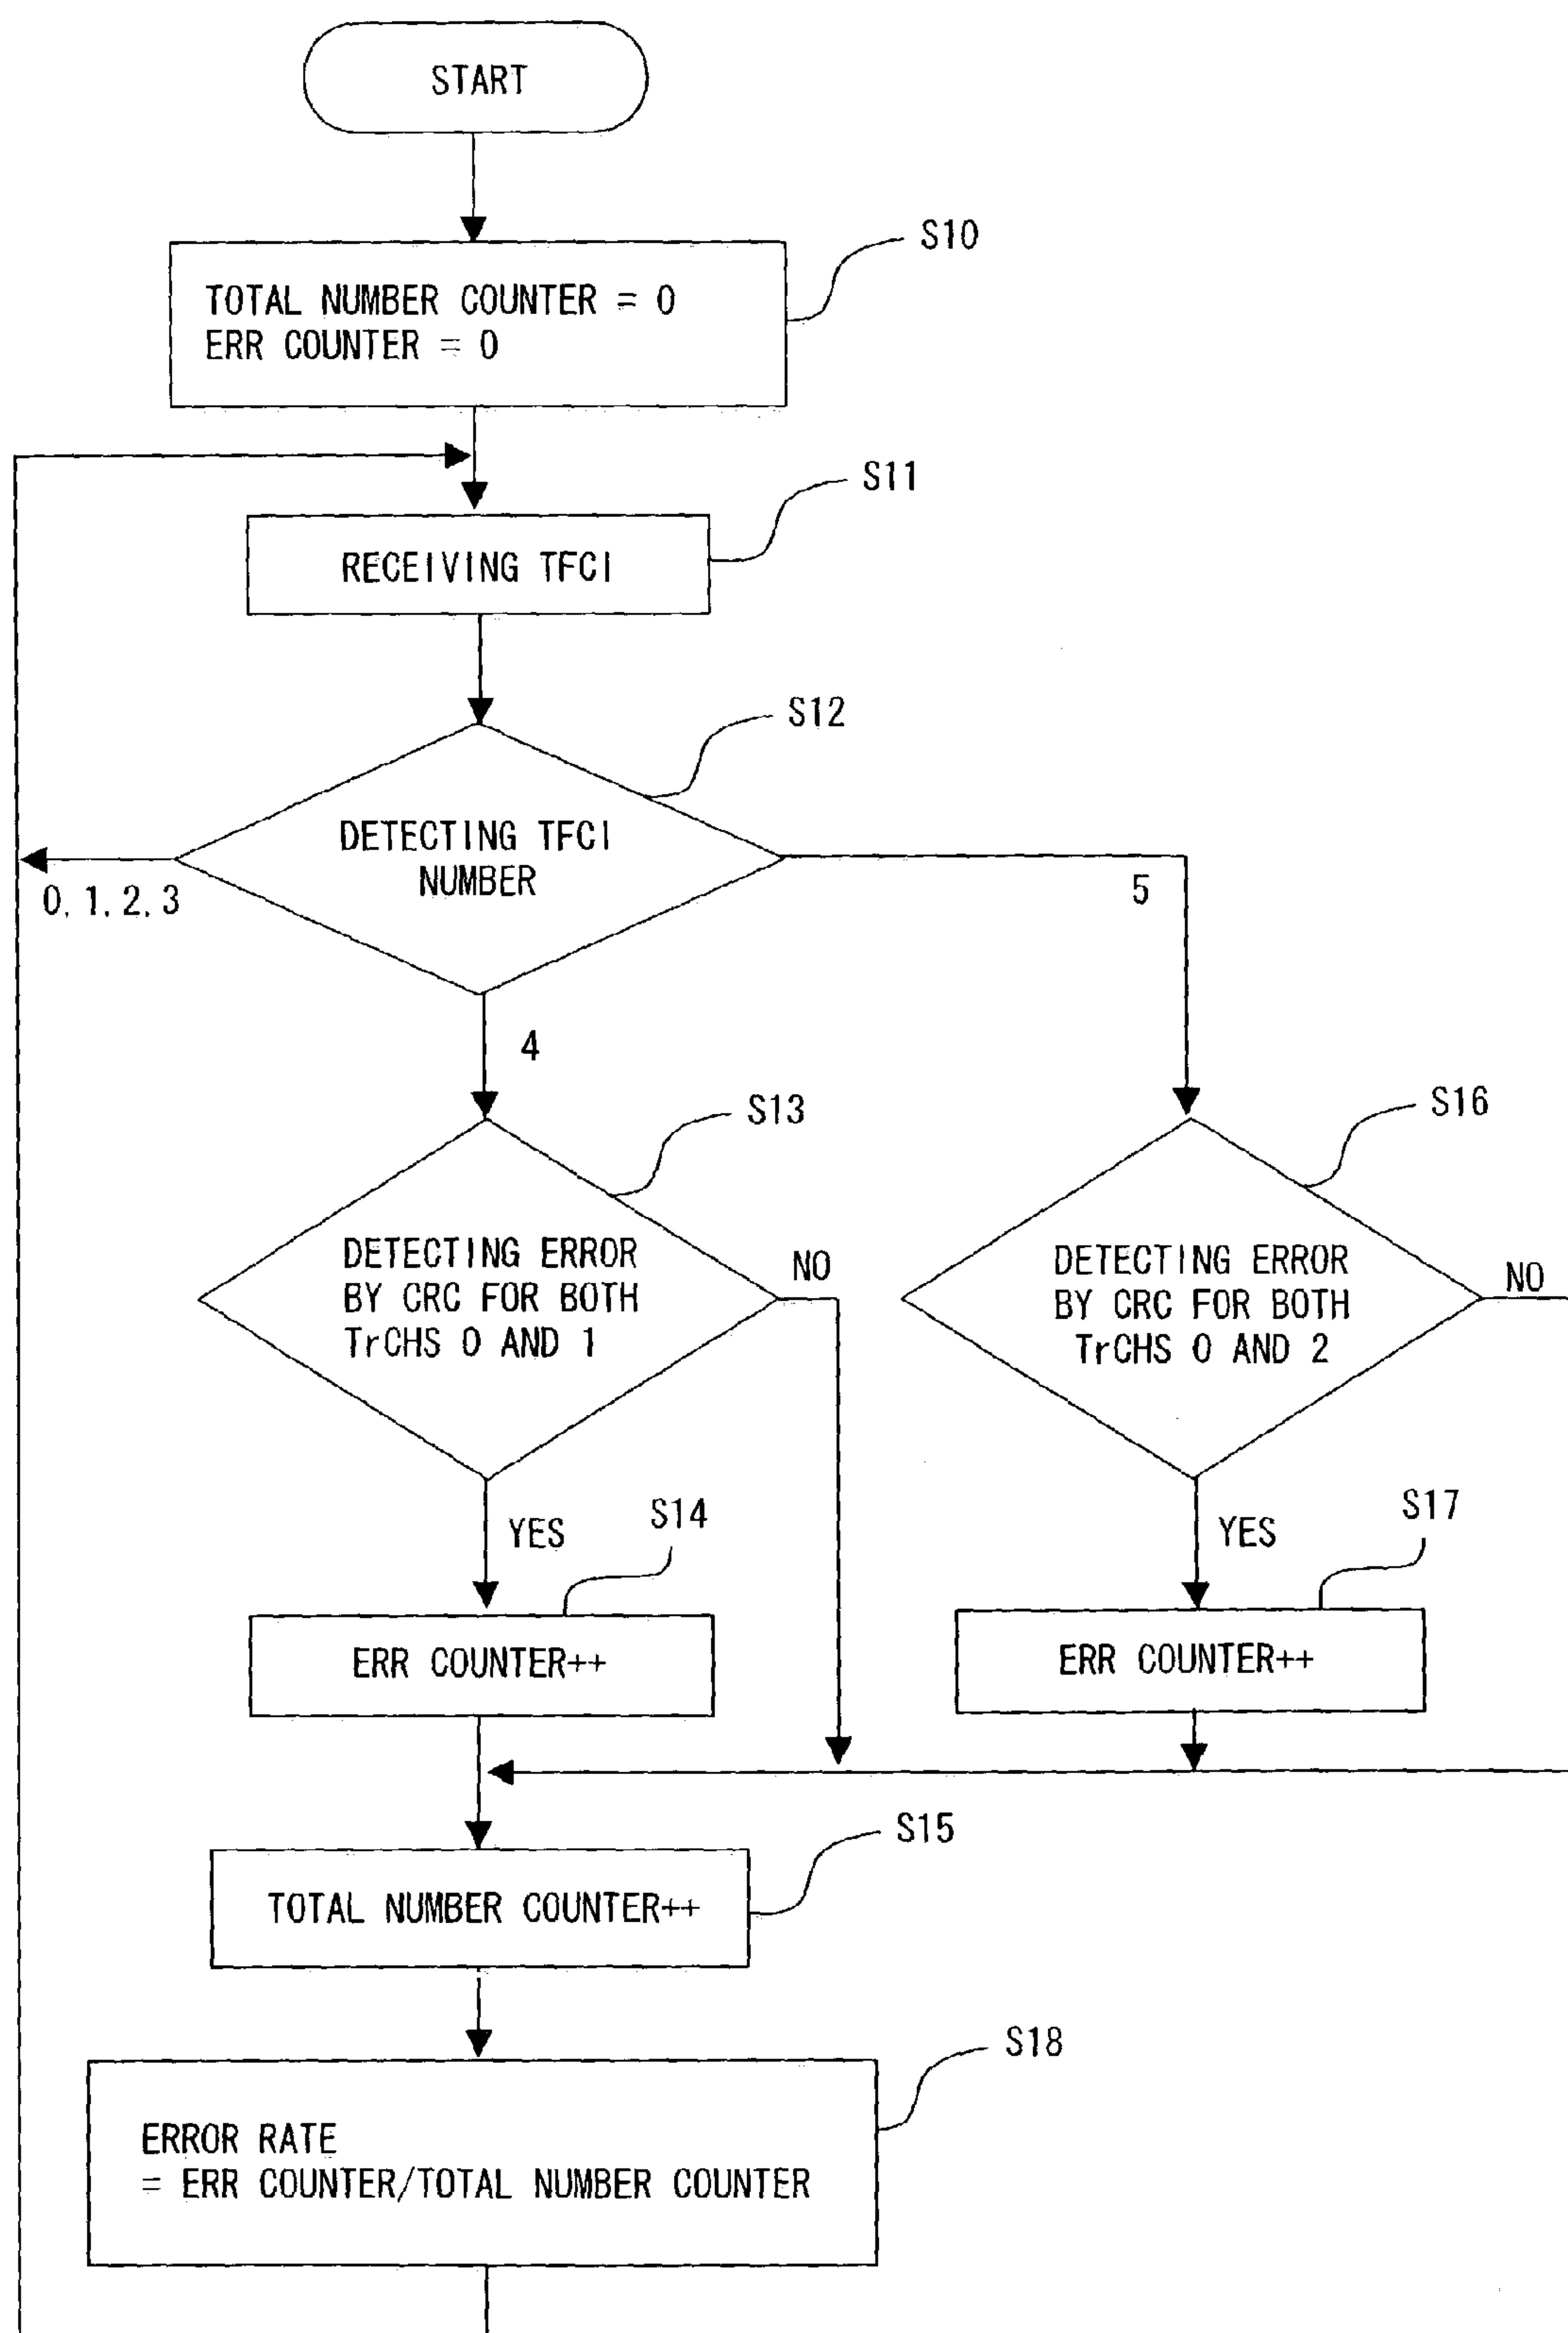 START
S10
TOTAL NUMBER COUNTER = 0
ERR COUNTER = 0
S11
RECEIVING TFCI
S12
DETECTING TFCI
NUMBER
0, 1, 2, 3
5
4
S13
S16
DETECTING ERROR
BY CRC FOR BOTH
TrCHS 0 AND 1
NO
DETECTING ERROR
BY CRC FOR BOTH
TrCHS 0 AND 2
NO
YES
S14
YES
S17
ERR COUNTER++
ERR COUNTER++
S15
TOTAL NUMBER COUNTER++
S18
ERROR RATE
= ERR COUNTER/TOTAL NUMBER COUNTER